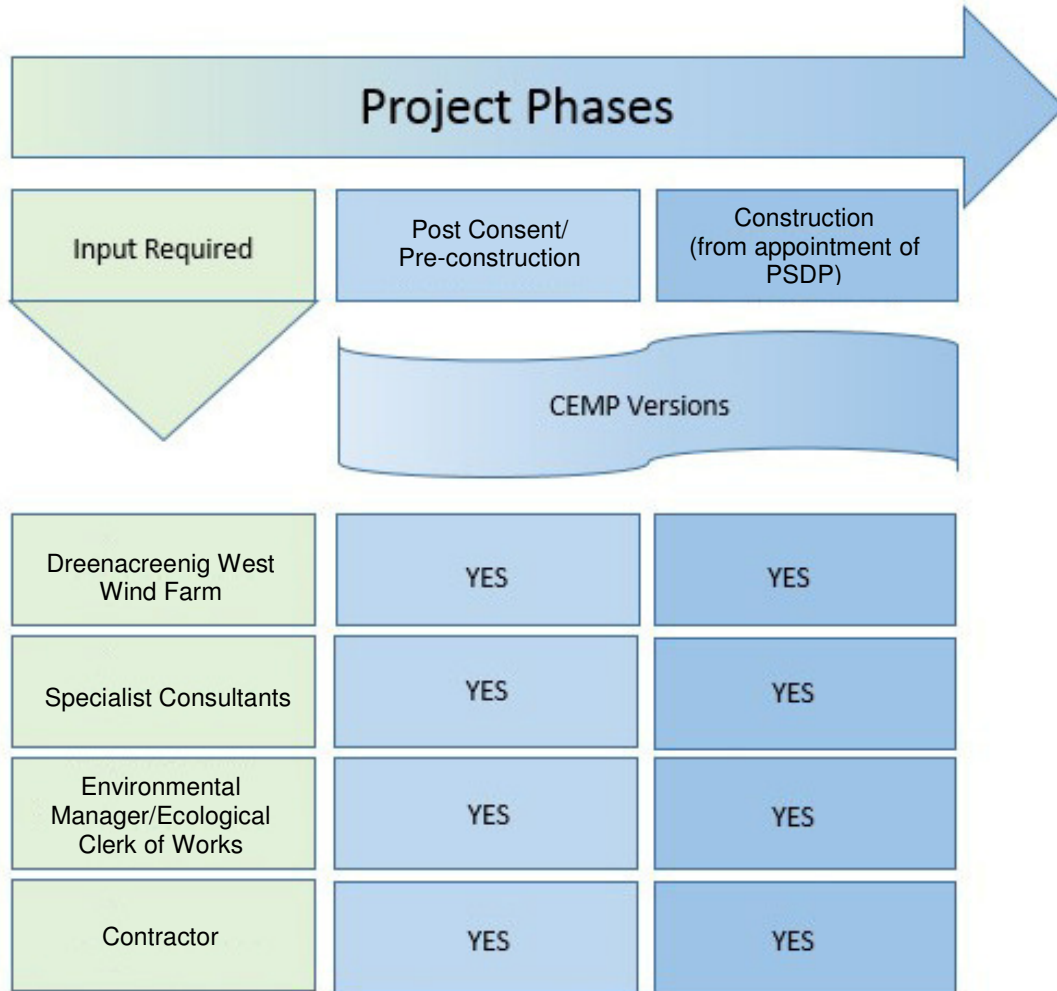 Project Phases
Input Required
Post Consent/
Pre-construction
Construction
(from appointment of
PSDP)
CEMP Versions
Dreenacreenig West
Wind Farm
YES
YES
Specialist Consultants
YES
YES
Environmental
Manager/Ecological
Clerk of Works
YES
YES
Contractor
YES
YES